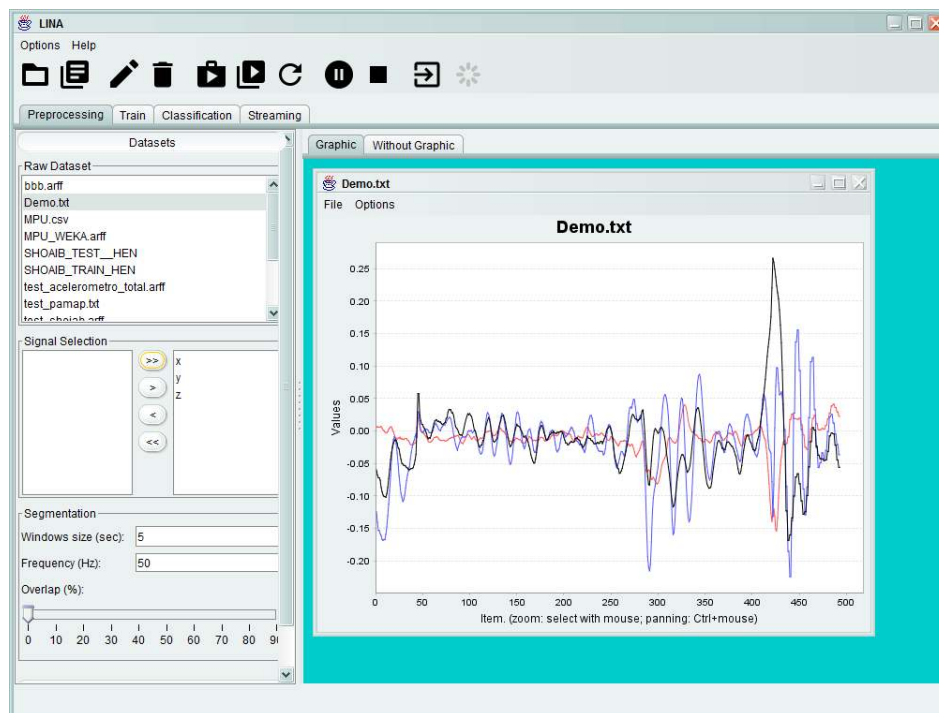 LINA
Options Help
Preprocessing Train Classification Streaming
Datasets
Raw Dataset
bbb.arff
Demo.txt
MPU.csv
MPU_WEKA.arff
SHOAIB_TEST__HEN
SHOAIB_TRAIN_HEN
test_acelerometro_total.arff
test_pamap.txt
test_shoiab.arff
Signal Selection
>>
>
<
<<
x
y
z
Segmentation
Windows size (sec): 5
Frequency (Hz): 50
Overlap (%):
0 10 20 30 40 50 60 70 80
Graphic Without Graphic
Demo.txt
File Options
Demo.txt
Values
0.25
0.20
0.15
0.10
0.05
0.00
-0.05
-0.10
-0.15
-0.20
0 50 100 150 200 250 300 350 400 450 500
Item. (zoom: select with mouse; panning: Ctrl+mouse)